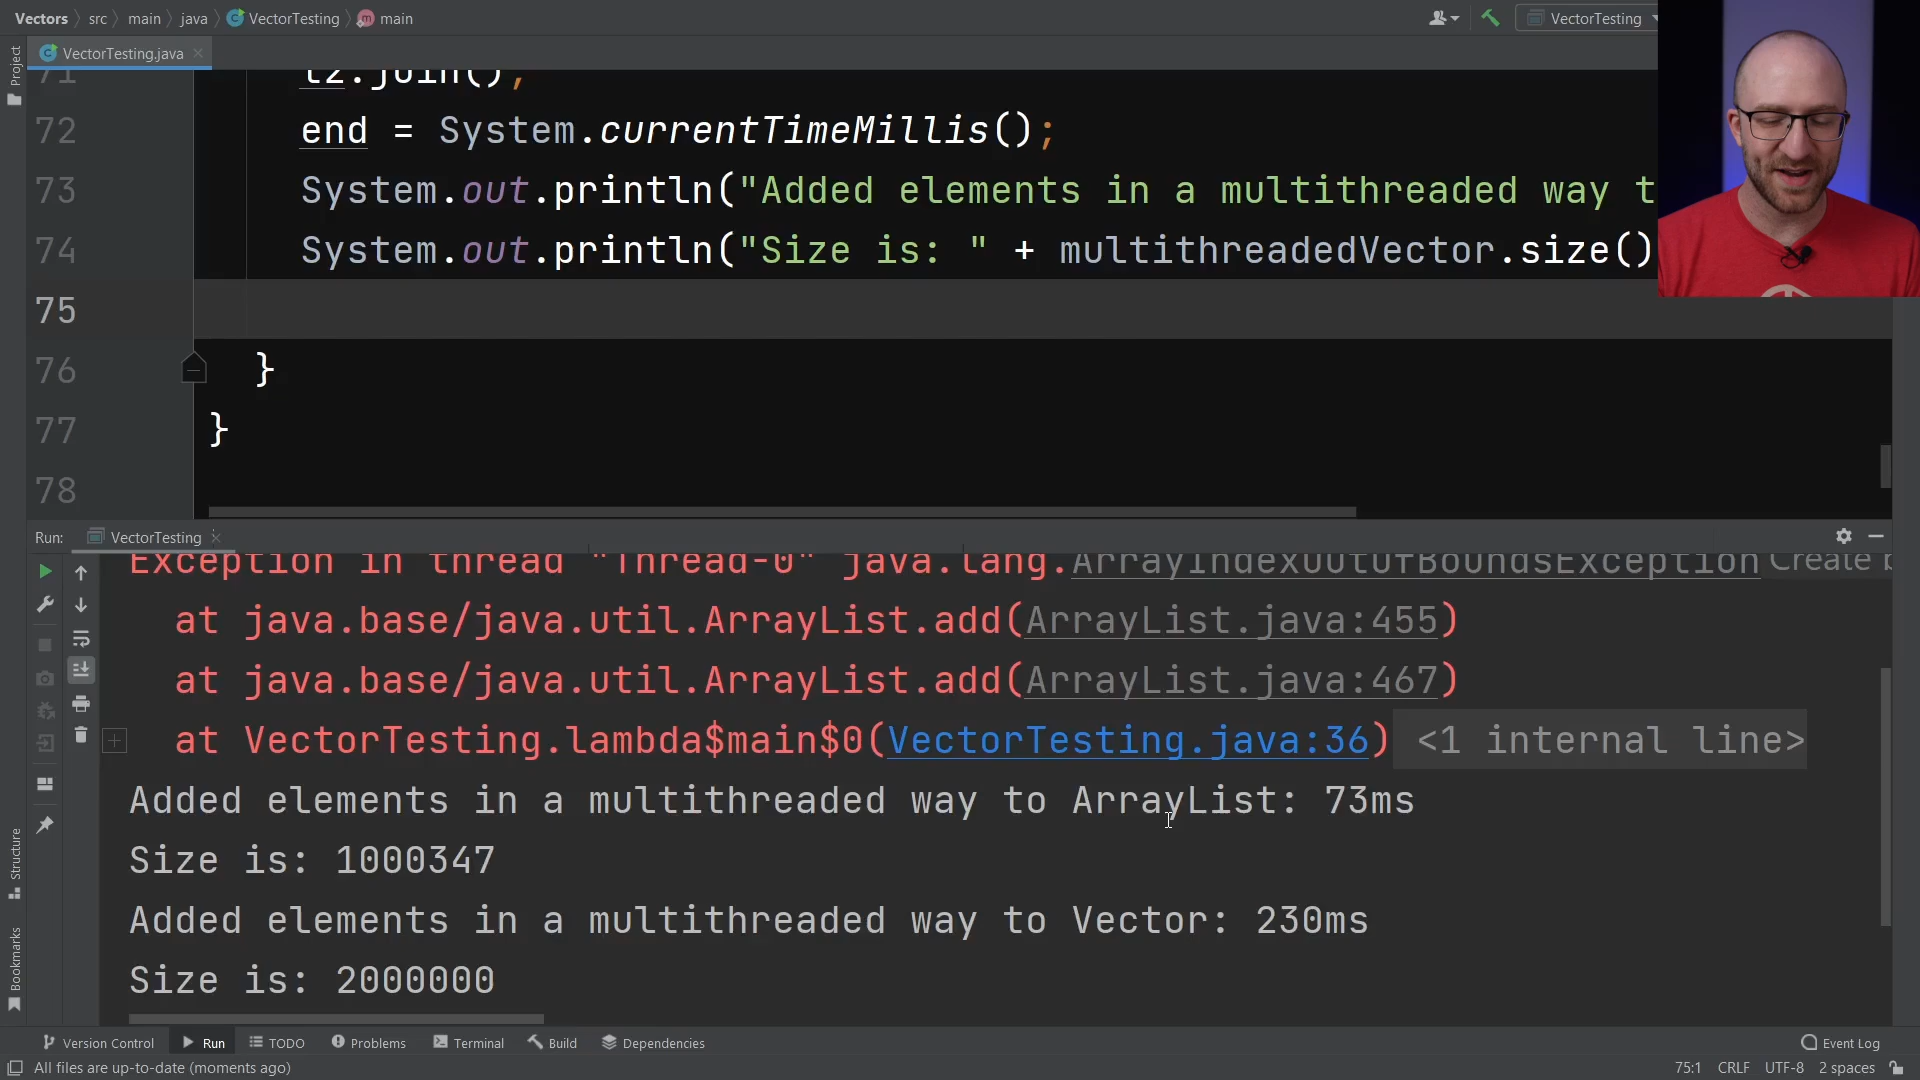 Vectors src main java VectorTesting main
VectorTesting
Project
VectorTesting.java
71 t2.join();
72 end = System.currentTimeMillis();
73 System.out.println("Added elements in a multithreaded way t
74 System.out.println("Size is: " + multithreadedVector.size()
75
76 }
77 }
78
Run: VectorTesting
Exception in thread "Thread-0" java.lang.ArrayIndexOutOfBoundsException Create b
at java.base/java.util.ArrayList.add(ArrayList.java:455)
at java.base/java.util.ArrayList.add(ArrayList.java:467)
at VectorTesting.lambda$main$0(VectorTesting.java:36) <1 internal line>
Added elements in a multithreaded way to ArrayList: 73ms
Size is: 1000347
Added elements in a multithreaded way to Vector: 230ms
Size is: 2000000
Structure
Bookmarks
Version Control Run TODO Problems Terminal Build Dependencies Event Log
All files are up-to-date (moments ago) 75:1 CRLF UTF-8 2 spaces